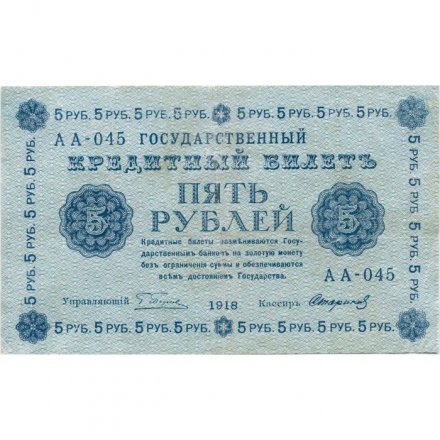 5 РУБ. 5 РУБ. 5 РУБ. 5 РУБ. 5 РУБ. 5 РУБ. 5 РУБ. 5 РУБ.
5 РУБ. 5 РУБ. 5 РУБ. 5 РУБ. 5 РУБ.
АА-045 ГОСУДАРСТВЕННЫЙ
КРЕДИТНЫЙ БИЛЕТЪ
5 ПЯТЬ 5
РУБЛЕЙ
Кредитные билеты размѣниваются Госу-
дарственнымъ банкомъ на золотую монету
безъ ограниченія суммы и обезпечиваются
всѣмъ достояніемъ Государства.
АА-045
Управляющій 1918 Кассиръ
5 РУБ. 5 РУБ. 5 РУБ. 5 РУБ. 5 РУБ.
5 РУБ. 5 РУБ. 5 РУБ. 5 РУБ. 5 РУБ. 5 РУБ. 5 РУБ. 5 РУБ.